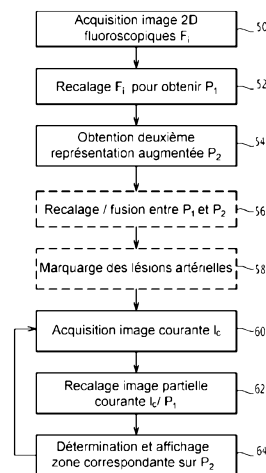 Acquisition image 2D
fluoroscopiques Fi
50
Recalage Fi pour obtenir P1
52
Obtention deuxième
représentation augmentée P2
54
Recalage / fusion entre P1 et P2
56
Marquarge des lésions artérielles
58
Acquisition image courante Ic
60
Recalage image partielle
courante Ic/ P1
62
Détermination et affichage
zone correspondante sur P2
64